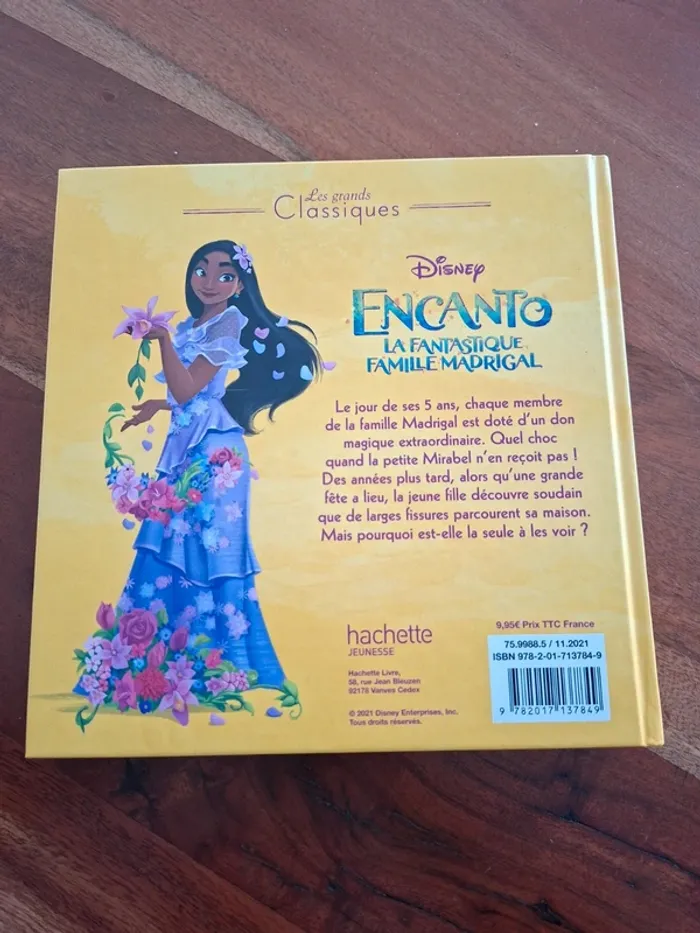 Les grands
Classiques
Disney
ENCANTO
LA FANTASTIQUE
FAMILLE MADRIGAL
Le jour de ses 5 ans, chaque membre
de la famille Madrigal est doté d'un don
magique extraordinaire. Quel choc
quand la petite Mirabel n'en reçoit pas !
Des années plus tard, alors qu'une grande
fête a lieu, la jeune fille découvre soudain
que de larges fissures parcourent sa maison.
Mais pourquoi est-elle la seule à les voir ?
hachette
JEUNESSE
Hachette Livre,
58, rue Jean Bleuzen
92178 Vanves Cedex
© 2021 Disney Enterprises, Inc.
Tous droits réservés.
9,95€ Prix TTC France
75.9988.5 / 11.2021
ISBN 978-2-01-713784-9
9 782017 137849